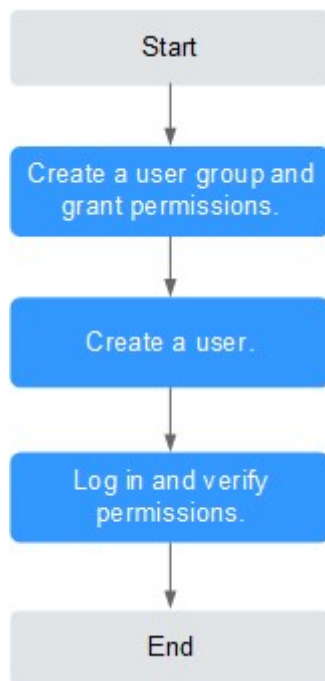 Start
Create a user group and
grant permissions.
Create a user.
Log in and verify
permissions.
End